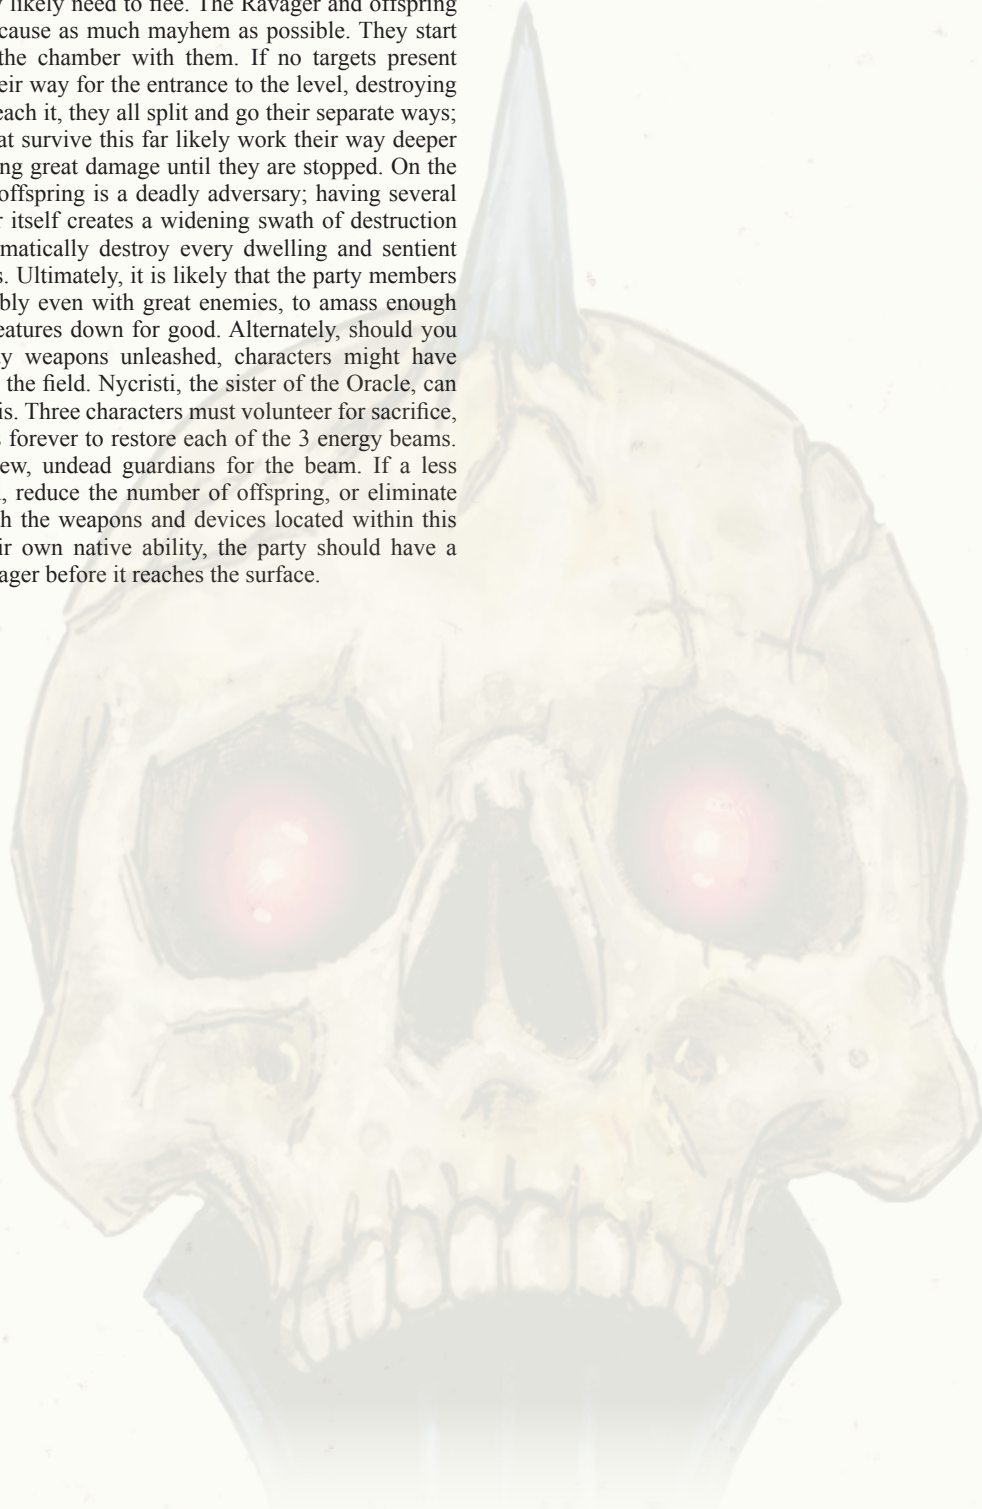 likely need to flee. The Ravager and offspring
cause as much mayhem as possible. They start
the chamber with them. If no targets present
eir way for the entrance to the level, destroying
each it, they all split and go their separate ways;
at survive this far likely work their way deeper
ng great damage until they are stopped. On the
offspring is a deadly adversary; having several
r itself creates a widening swath of destruction
matically destroy every dwelling and sentient
s. Ultimately, it is likely that the party members
bly even with great enemies, to amass enough
eatures down for good. Alternately, should you
y weapons unleashed, characters might have
the field. Nycristi, the sister of the Oracle, can
is. Three characters must volunteer for sacrifice,
s forever to restore each of the 3 energy beams.
ew, undead guardians for the beam. If a less
, reduce the number of offspring, or eliminate
h the weapons and devices located within this
ir own native ability, the party should have a
ager before it reaches the surface.